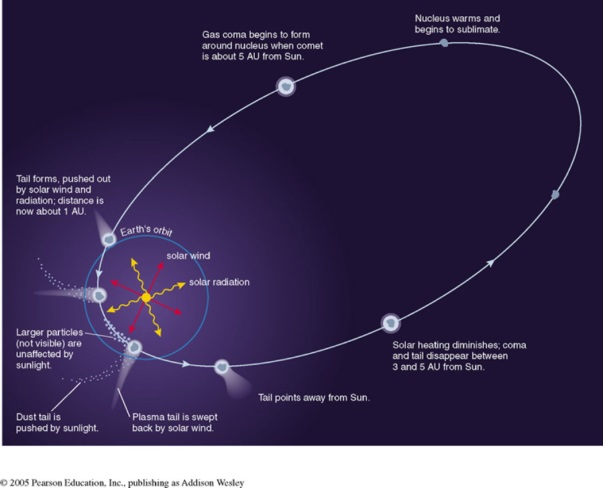 Nucleus warms and
begins to sublimate.
Gas coma begins to form
around nucleus when comet
is about 5 AU from Sun.
Tail forms, pushed out
by solar wind and
radiation; distance is
now about 1 AU.
Earth's orbit
solar wind
solar radiation
Larger particles
(not visible) are
unaffected by
sunlight.
Solar heating diminishes; coma
and tail disappear between
3 and 5 AU from Sun.
Tail points away from Sun.
Dust tail is
pushed by sunlight.
Plasma tail is swept
back by solar wind.
© 2005 Pearson Education, Inc., publishing as Addison Wesley